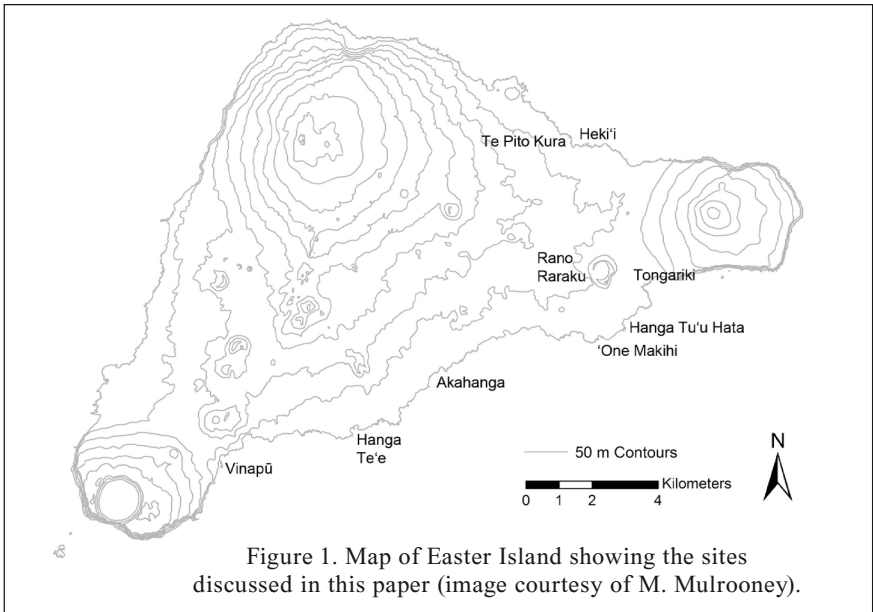 Te Pito Kura
Heki‘i
Rano
Raraku
Tongariki
Hanga Tu‘u Hata
‘One Makihi
Akahanga
Hanga
Te‘e
Vinapū
50 m Contours
N
Kilometers
0 1 2 4
Figure 1. Map of Easter Island showing the sites
discussed in this paper (image courtesy of M. Mulrooney).